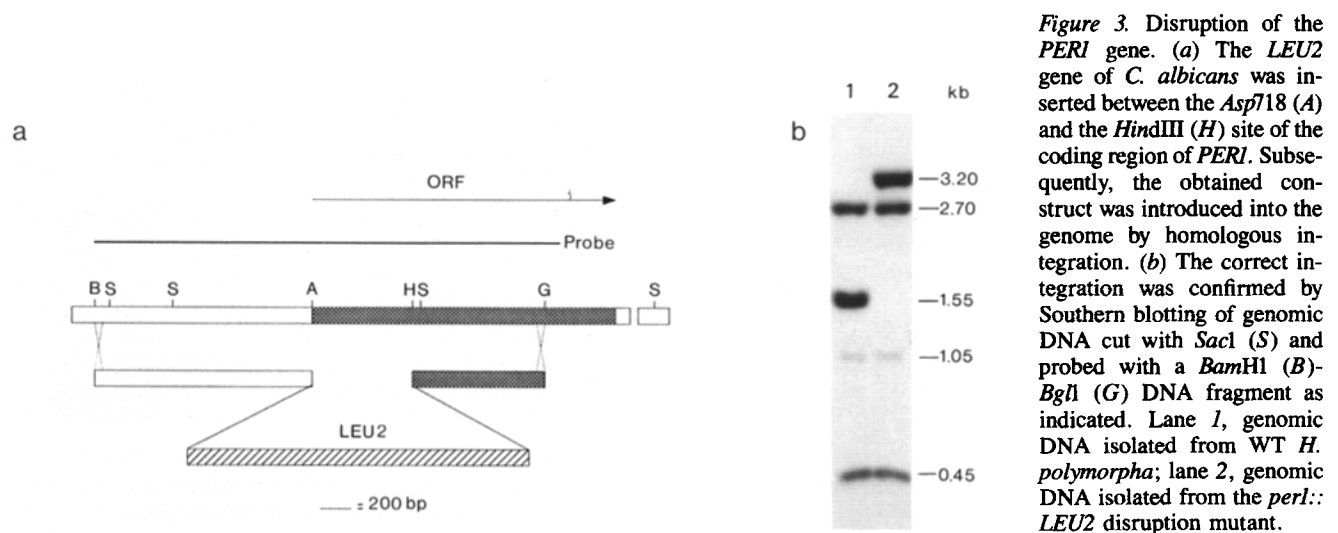 a
ORF
Probe
B S S A H S G S
LEU2
= 200 bp
b
1 2 kb
3.20
2.70
1.55
1.05
0.45
Figure 3. Disruption of the
PER1 gene. (a) The LEU2
gene of C. albicans was in-
serted between the Asp718 (A)
and the HindIII (H) site of the
coding region of PER1. Subse-
quently, the obtained con-
struct was introduced into the
genome by homologous in-
tegration. (b) The correct in-
tegration was confirmed by
Southern blotting of genomic
DNA cut with Sac1 (S) and
probed with a BamH1 (B)-
Bgl1 (G) DNA fragment as
indicated. Lane 1, genomic
DNA isolated from WT H.
polymorpha; lane 2, genomic
DNA isolated from the per1::
LEU2 disruption mutant.